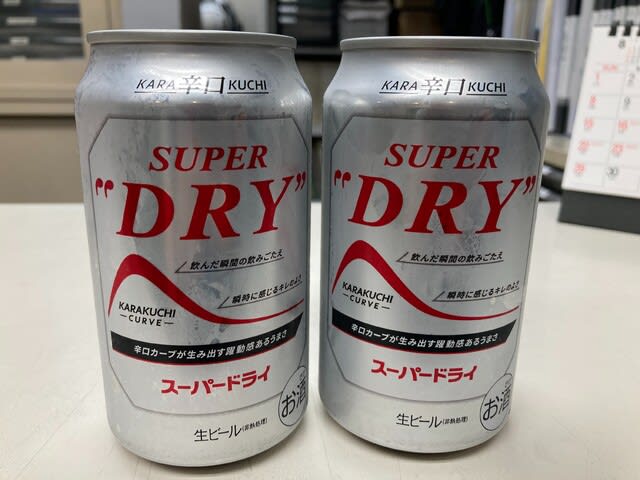 KARA 辛口 KUCHI
SUPER
"DRY"
飲んだ瞬間の飲みごたえ
瞬時に感じるキレのよさ
KARAKUCHI
CURVE
辛口カーブが生み出す躍動感あるうまさ
スーパードライ
お酒
生ビール(非熱処理)
KARA 辛口 KUCHI
SUPER
"DRY"
飲んだ瞬間の飲みごたえ
瞬時に感じるキレのよさ
KARAKUCHI
CURVE
辛口カーブが生み出す躍動感あるうまさ
スーパードライ
お酒
生ビール(非熱処理)